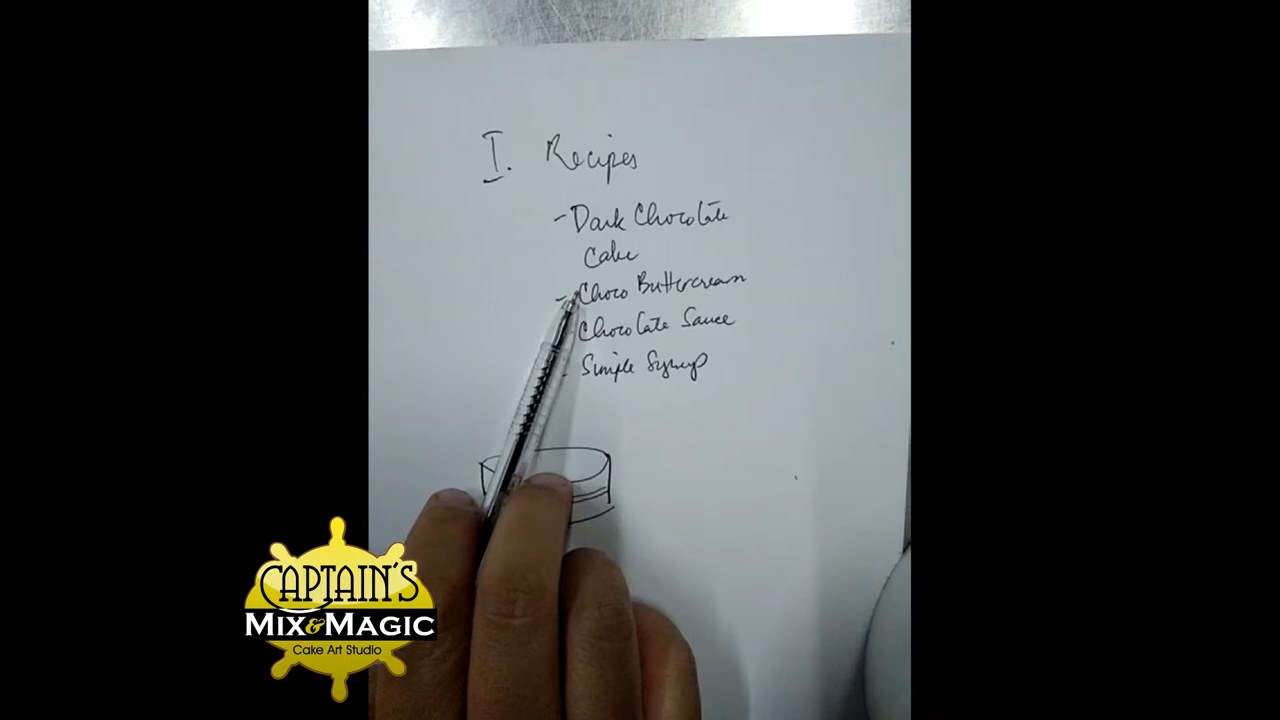 I. Recipes
- Dark Chocolate
Cake
- Choco Buttercream
Chocolate Sauce
- Simple Syrup
CAPTAIN'S
MIX & MAGIC
Cake Art Studio